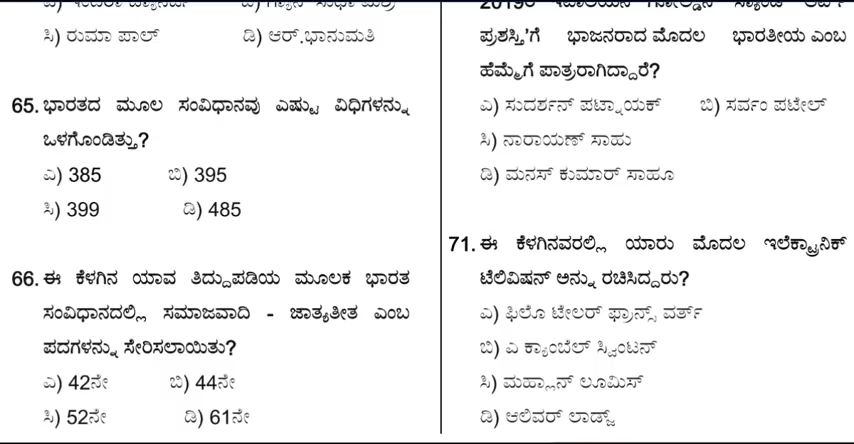 ಸಿ) ರುಮಾ ಪಾಲ್ ಡಿ) ಆರ್.ಭಾನುಮತಿ
65. ಭಾರತದ ಮೂಲ ಸಂವಿಧಾನವು ಎಷ್ಟು ವಿಧಿಗಳನ್ನು
ಒಳಗೊಂಡಿತ್ತು?
ಎ) 385 ಬಿ) 395
ಸಿ) 399 ಡಿ) 485
66. ಈ ಕೆಳಗಿನ ಯಾವ ತಿದ್ದುಪಡಿಯ ಮೂಲಕ ಭಾರತ
ಸಂವಿಧಾನದಲ್ಲಿ ಸಮಾಜವಾದಿ - ಜಾತ್ಯತೀತ ಎಂಬ
ಪದಗಳನ್ನು ಸೇರಿಸಲಾಯಿತು?
ಎ) 42ನೇ ಬಿ) 44ನೇ
ಸಿ) 52ನೇ ಡಿ) 61ನೇ
ಪ್ರಶಸ್ತಿ'ಗೆ ಭಾಜನರಾದ ಮೊದಲ ಭಾರತೀಯ ಎಂಬ
ಹೆಮ್ಮೆಗೆ ಪಾತ್ರರಾಗಿದ್ದಾರೆ?
ಎ) ಸುದರ್ಶನ್ ಪಟ್ನಾಯಕ್ ಬಿ) ಸರ್ವಂ ಪಟೇಲ್
ಸಿ) ನಾರಾಯಣ್ ಸಾಹು
ಡಿ) ಮನಸ್ ಕುಮಾರ್ ಸಾಹೂ
71. ಈ ಕೆಳಗಿನವರಲ್ಲಿ ಯಾರು ಮೊದಲ ಇಲೆಕ್ಟ್ರಾನಿಕ್
ಟೆಲಿವಿಷನ್ ಅನ್ನು ರಚಿಸಿದ್ದರು?
ಎ) ಫಿಲೊ ಟೇಲರ್ ಫ್ರಾನ್ಸ್ ವರ್ತ್
ಬಿ) ಎ ಕ್ಯಾಂಬೆಲ್ ಸ್ವಿಂಟನ್
ಸಿ) ಮಹ್ಲಾನ್ ಲೂಮಿಸ್
ಡಿ) ಆಲಿವರ್ ಲಾಡ್ಜ್